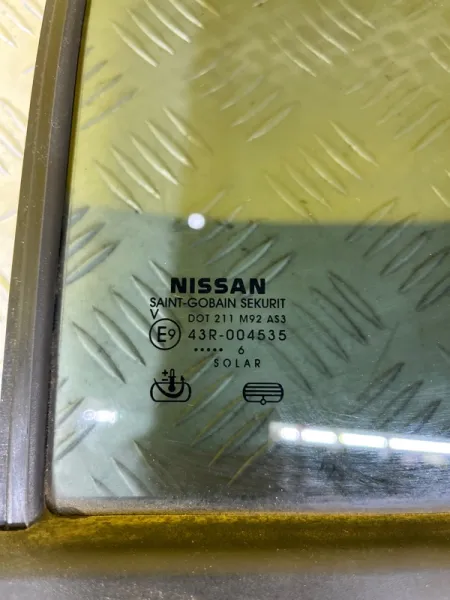 NISSAN
SAINT-GOBAIN SEKURIT
V
DOT 211 M92 AS3
E9 43R-004535
..... 6
SOLAR